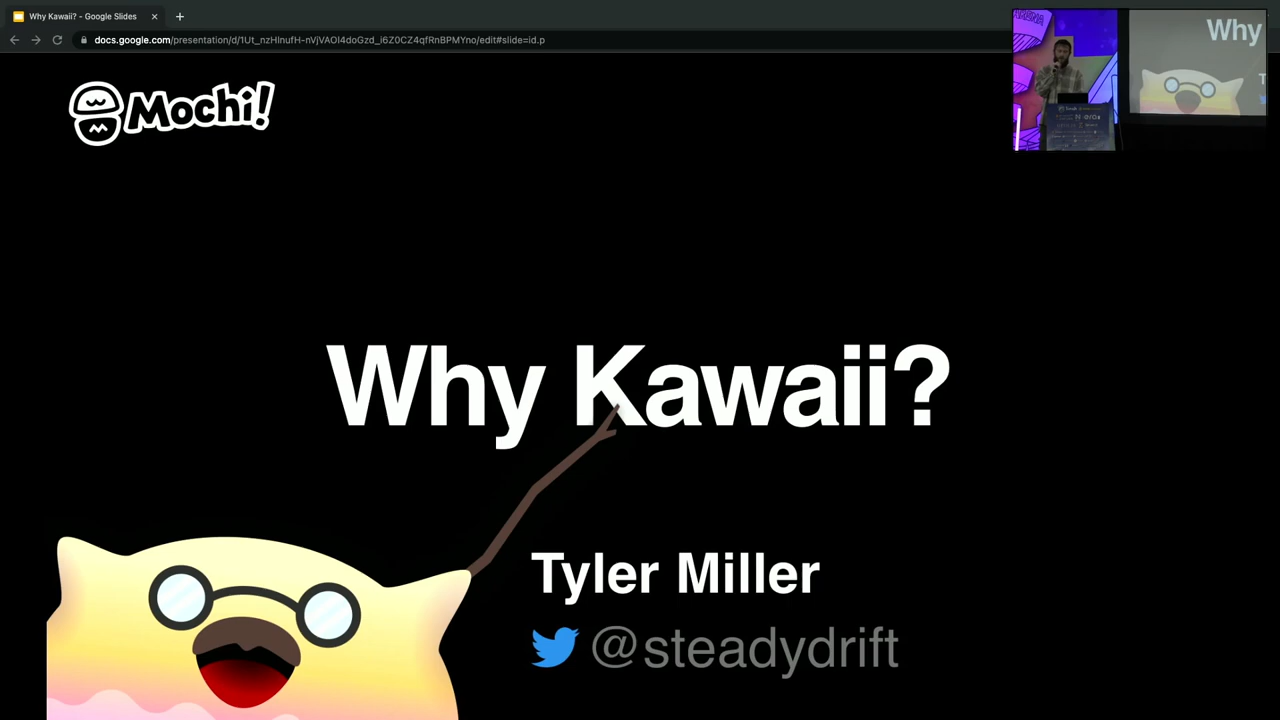 Why Kawaii? - Google Slides
docs.google.com/presentation/d/1Ut_nzHInufH-nVjVAOI4doGzd_i6Z0CZ4qfRnBPMYno/edit#slide=id.p
Mochi!
Why
Why Kawaii?
Tyler Miller
@steadydrift